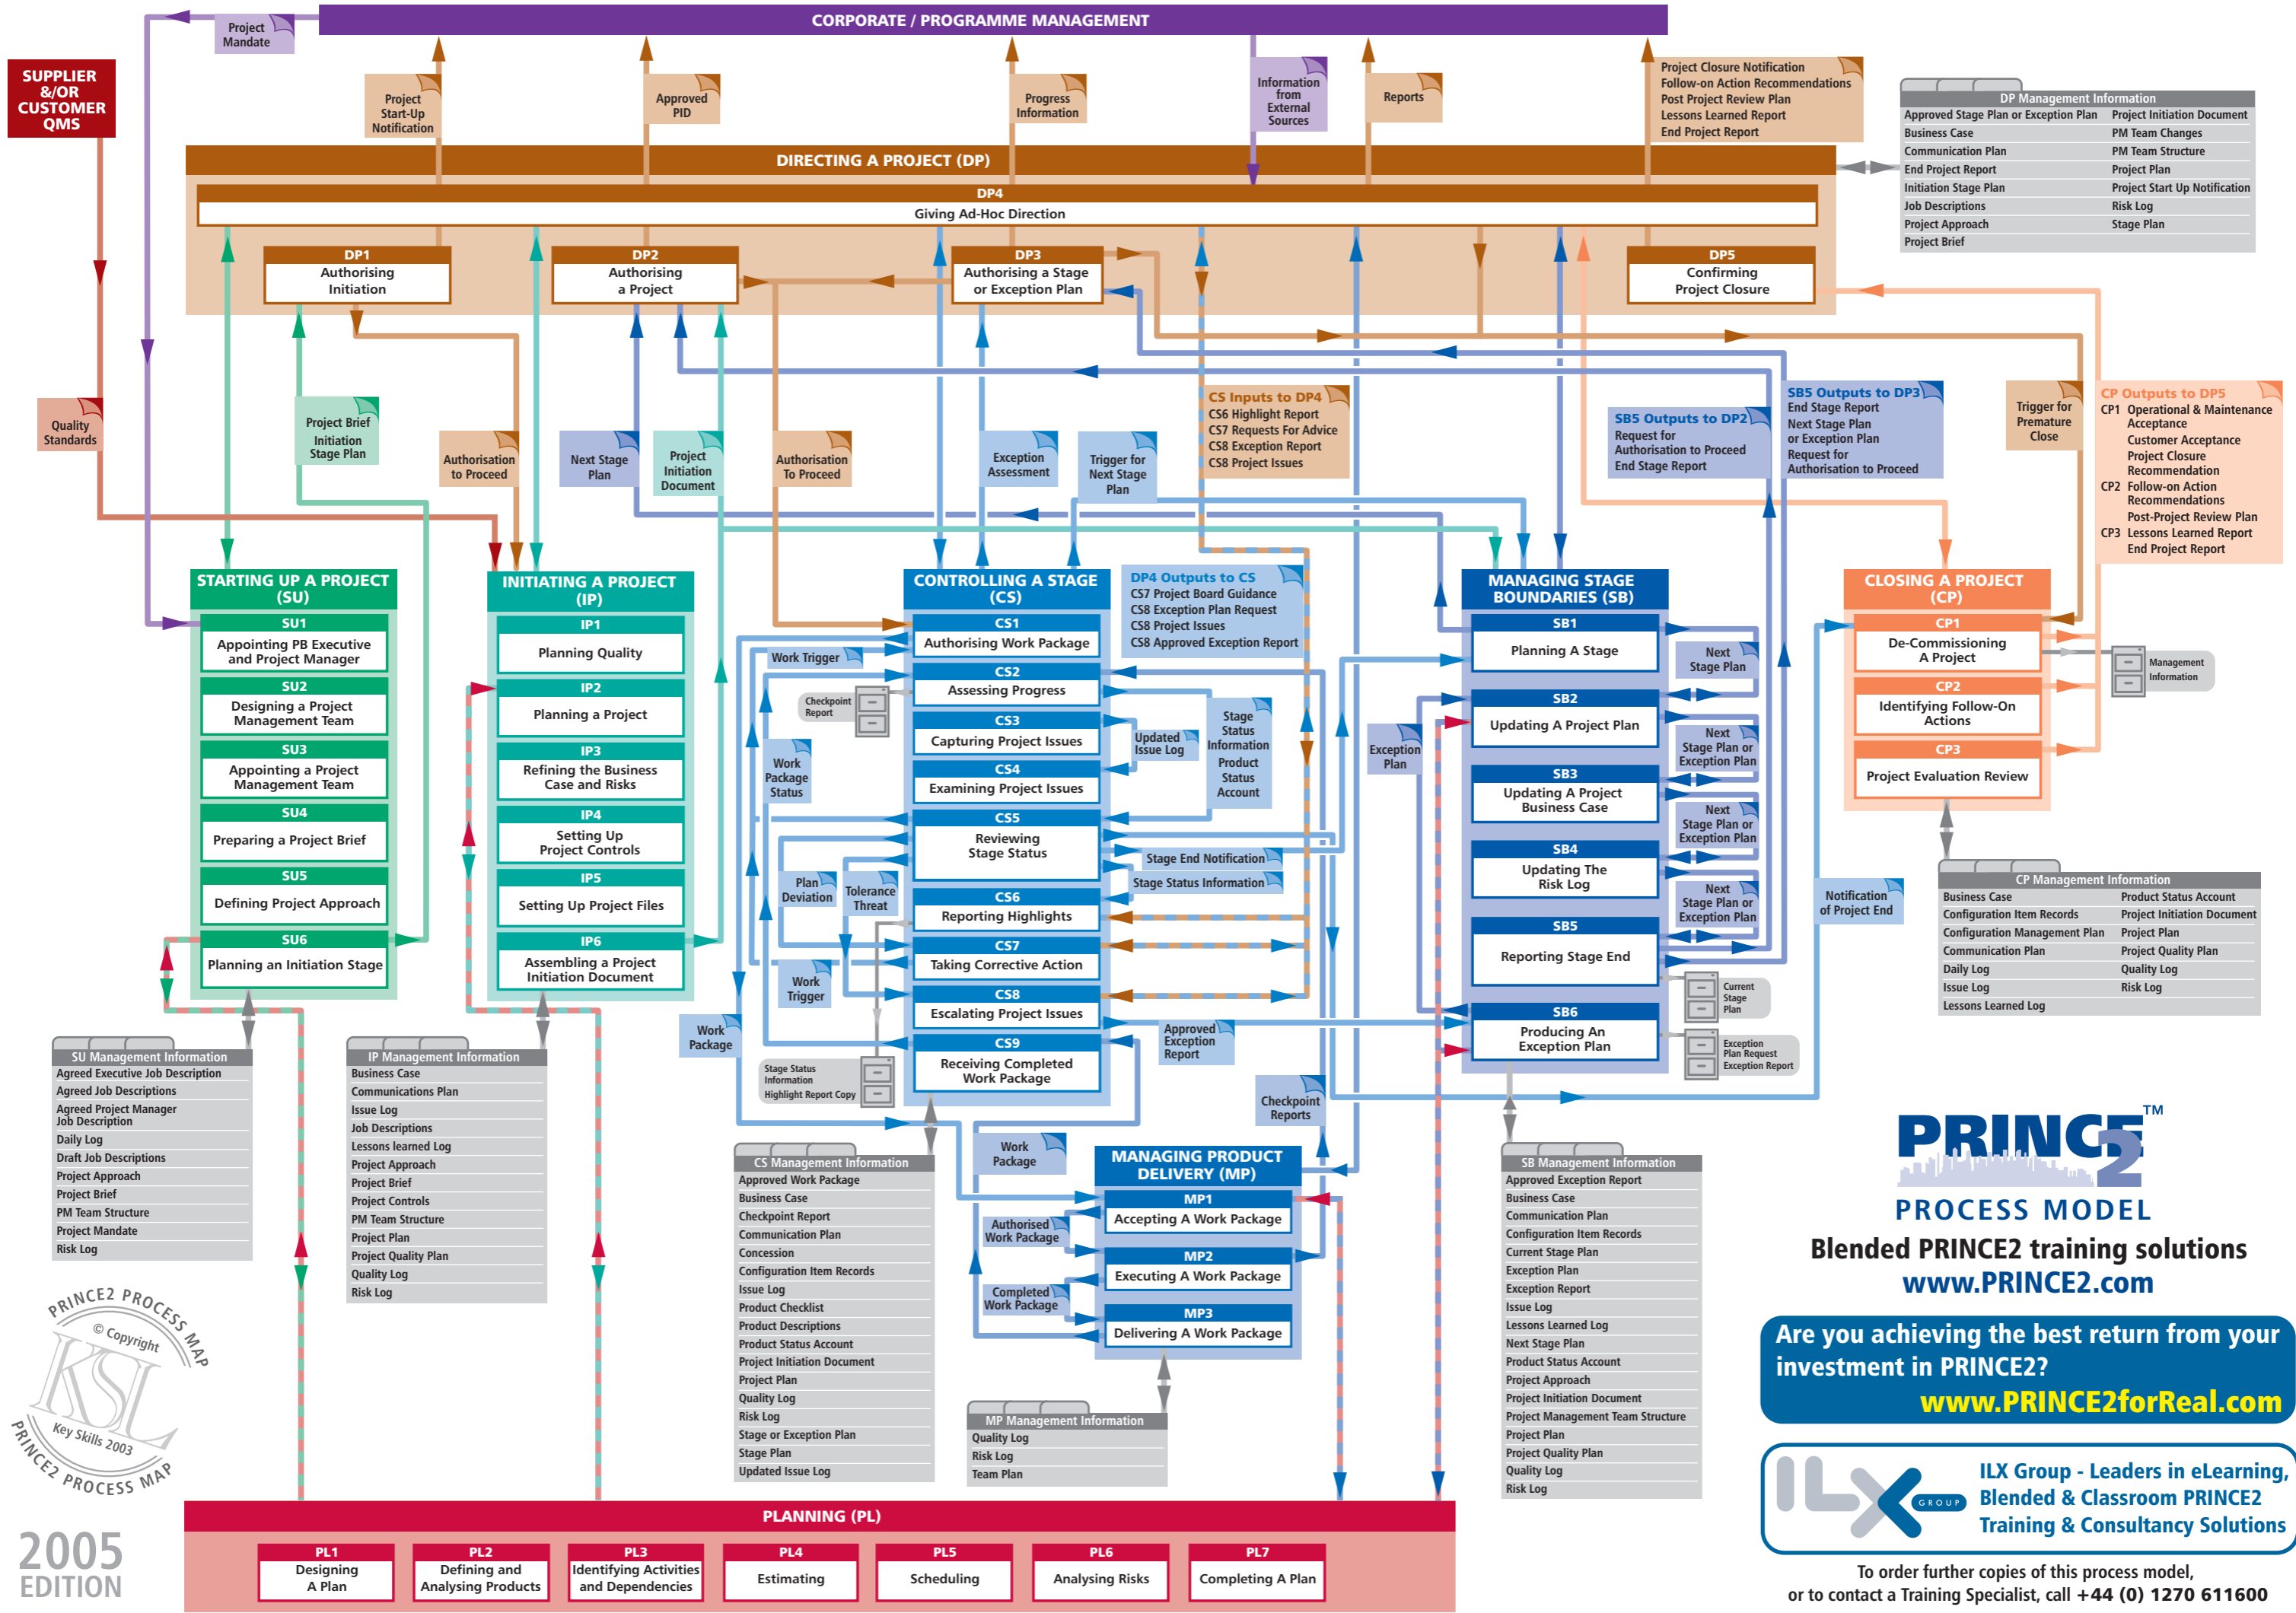 CORPORATE / PROGRAMME MANAGEMENT
Project
Mandate
SUPPLIER
&/OR
CUSTOMER
QMS
Project
Start-Up
Notification
Approved
PID
Progress
Information
Information
from
External
Sources
Reports
Project Closure Notification
Follow-on Action Recommendations
Post Project Review Plan
Lessons Learned Report
End Project Report
DP Management Information
Approved Stage Plan or Exception Plan
Business Case
Communication Plan
End Project Report
Initiation Stage Plan
Job Descriptions
Project Approach
Project Brief
Project Initiation Document
PM Team Changes
PM Team Structure
Project Plan
Project Start Up Notification
Risk Log
Stage Plan
DIRECTING A PROJECT (DP)
DP4
Giving Ad-Hoc Direction
DP1
Authorising
Initiation
DP2
Authorising
a Project
DP3
Authorising a Stage
or Exception Plan
DP5
Confirming
Project Closure
Quality
Standards
Project Brief
Initiation
Stage Plan
Authorisation
to Proceed
Next Stage
Plan
Project
Initiation
Document
Authorisation
To Proceed
Exception
Assessment
Trigger for
Next Stage
Plan
CS Inputs to DP4
CS6 Highlight Report
CS7 Requests For Advice
CS8 Exception Report
CS8 Project Issues
SB5 Outputs to DP2
Request for
Authorisation to Proceed
End Stage Report
SB5 Outputs to DP3
End Stage Report
Next Stage Plan
or Exception Plan
Request for
Authorisation to Proceed
Trigger for
Premature
Close
CP Outputs to DP5
CP1 Operational & Maintenance
Acceptance
Customer Acceptance
Project Closure
Recommendation
CP2 Follow-on Action
Recommendations
Post-Project Review Plan
CP3 Lessons Learned Report
End Project Report
STARTING UP A PROJECT
(SU)
SU1
Appointing PB Executive
and Project Manager
SU2
Designing a Project
Management Team
SU3
Appointing a Project
Management Team
SU4
Preparing a Project Brief
SU5
Defining Project Approach
SU6
Planning an Initiation Stage
INITIATING A PROJECT
(IP)
IP1
Planning Quality
IP2
Planning a Project
IP3
Refining the Business
Case and Risks
IP4
Setting Up
Project Controls
IP5
Setting Up Project Files
IP6
Assembling a Project
Initiation Document
CONTROLLING A STAGE
(CS)
CS1
Authorising Work Package
CS2
Assessing Progress
CS3
Capturing Project Issues
CS4
Examining Project Issues
CS5
Reviewing
Stage Status
CS6
Reporting Highlights
CS7
Taking Corrective Action
CS8
Escalating Project Issues
CS9
Receiving Completed
Work Package
DP4 Outputs to CS
CS7 Project Board Guidance
CS8 Exception Plan Request
CS8 Project Issues
CS8 Approved Exception Report
Work Trigger
Checkpoint
Report
Work
Package
Status
Updated
Issue Log
Stage
Status
Information
Product
Status
Account
Plan
Deviation
Tolerance
Threat
Stage End Notification
Stage Status Information
Work
Trigger
Work
Package
Approved
Exception
Report
Stage Status
Information
Highlight Report Copy
MANAGING STAGE
BOUNDARIES (SB)
SB1
Planning A Stage
SB2
Updating A Project Plan
SB3
Updating A Project
Business Case
SB4
Updating The
Risk Log
SB5
Reporting Stage End
SB6
Producing An
Exception Plan
Next
Stage Plan
Next
Stage Plan or
Exception Plan
Next
Stage Plan or
Exception Plan
Next
Stage Plan or
Exception Plan
Exception
Plan
Current
Stage
Plan
Exception
Plan Request
Exception Report
CLOSING A PROJECT
(CP)
CP1
De-Commissioning
A Project
CP2
Identifying Follow-On
Actions
CP3
Project Evaluation Review
Management
Information
Notification
of Project End
CP Management Information
Business Case
Configuration Item Records
Configuration Management Plan
Communication Plan
Daily Log
Issue Log
Lessons Learned Log
Product Status Account
Project Initiation Document
Project Plan
Project Quality Plan
Quality Log
Risk Log
SU Management Information
Agreed Executive Job Description
Agreed Job Descriptions
Agreed Project Manager
Job Description
Daily Log
Draft Job Descriptions
Project Approach
Project Brief
PM Team Structure
Project Mandate
Risk Log
IP Management Information
Business Case
Communications Plan
Issue Log
Job Descriptions
Lessons learned Log
Project Approach
Project Brief
Project Controls
PM Team Structure
Project Plan
Project Quality Plan
Quality Log
Risk Log
CS Management Information
Approved Work Package
Business Case
Checkpoint Report
Communication Plan
Concession
Configuration Item Records
Issue Log
Product Checklist
Product Descriptions
Product Status Account
Project Initiation Document
Project Plan
Quality Log
Risk Log
Stage or Exception Plan
Stage Plan
Updated Issue Log
Work
Package
Checkpoint
Reports
MANAGING PRODUCT
DELIVERY (MP)
MP1
Accepting A Work Package
MP2
Executing A Work Package
MP3
Delivering A Work Package
Authorised
Work Package
Completed
Work Package
MP Management Information
Quality Log
Risk Log
Team Plan
SB Management Information
Approved Exception Report
Business Case
Communication Plan
Configuration Item Records
Current Stage Plan
Exception Plan
Exception Report
Issue Log
Lessons Learned Log
Next Stage Plan
Product Status Account
Project Approach
Project Initiation Document
Project Management Team Structure
Project Plan
Project Quality Plan
Quality Log
Risk Log
PRINCE2 PROCESS MAP
© Copyright
KSL
Key Skills 2003
PRINCE2 PROCESS MAP
2005
EDITION
PLANNING (PL)
PL1
Designing
A Plan
PL2
Defining and
Analysing Products
PL3
Identifying Activities
and Dependencies
PL4
Estimating
PL5
Scheduling
PL6
Analysing Risks
PL7
Completing A Plan
PRINCE2™
PROCESS MODEL
Blended PRINCE2 training solutions
www.PRINCE2.com
Are you achieving the best return from your
investment in PRINCE2?
www.PRINCE2forReal.com
ILX GROUP
ILX Group - Leaders in eLearning,
Blended & Classroom PRINCE2
Training & Consultancy Solutions
To order further copies of this process model,
or to contact a Training Specialist, call +44 (0) 1270 611600